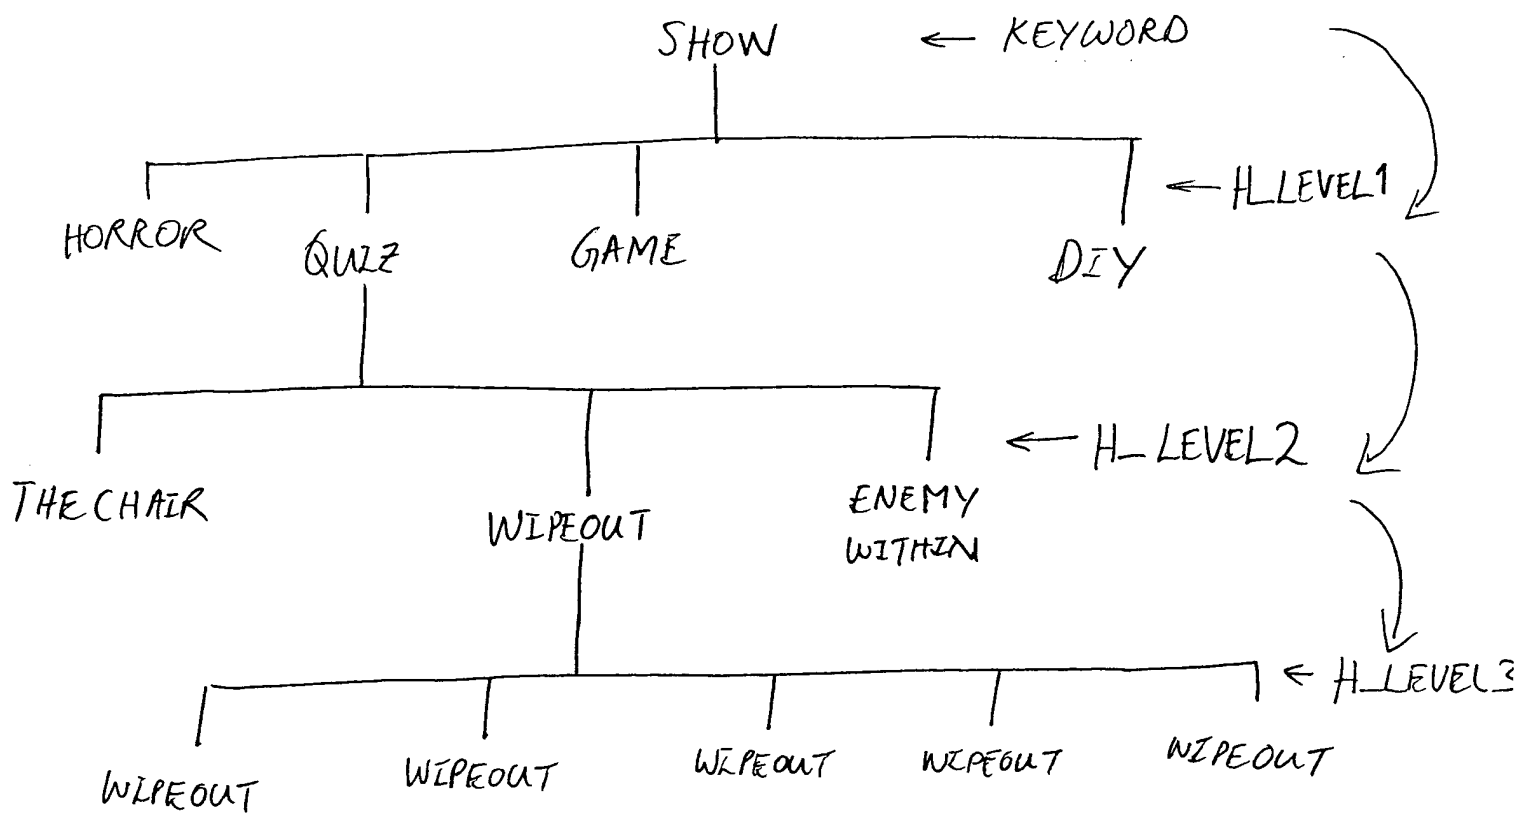 SHOW ← KEYWORD
← H_LEVEL1
HORROR QUIZ GAME DIY
← H_LEVEL2
THE CHAIR WIPEOUT ENEMY
WITHIN
← H_LEVEL3
WIPEOUT WIPEOUT WIPEOUT WIPEOUT WIPEOUT